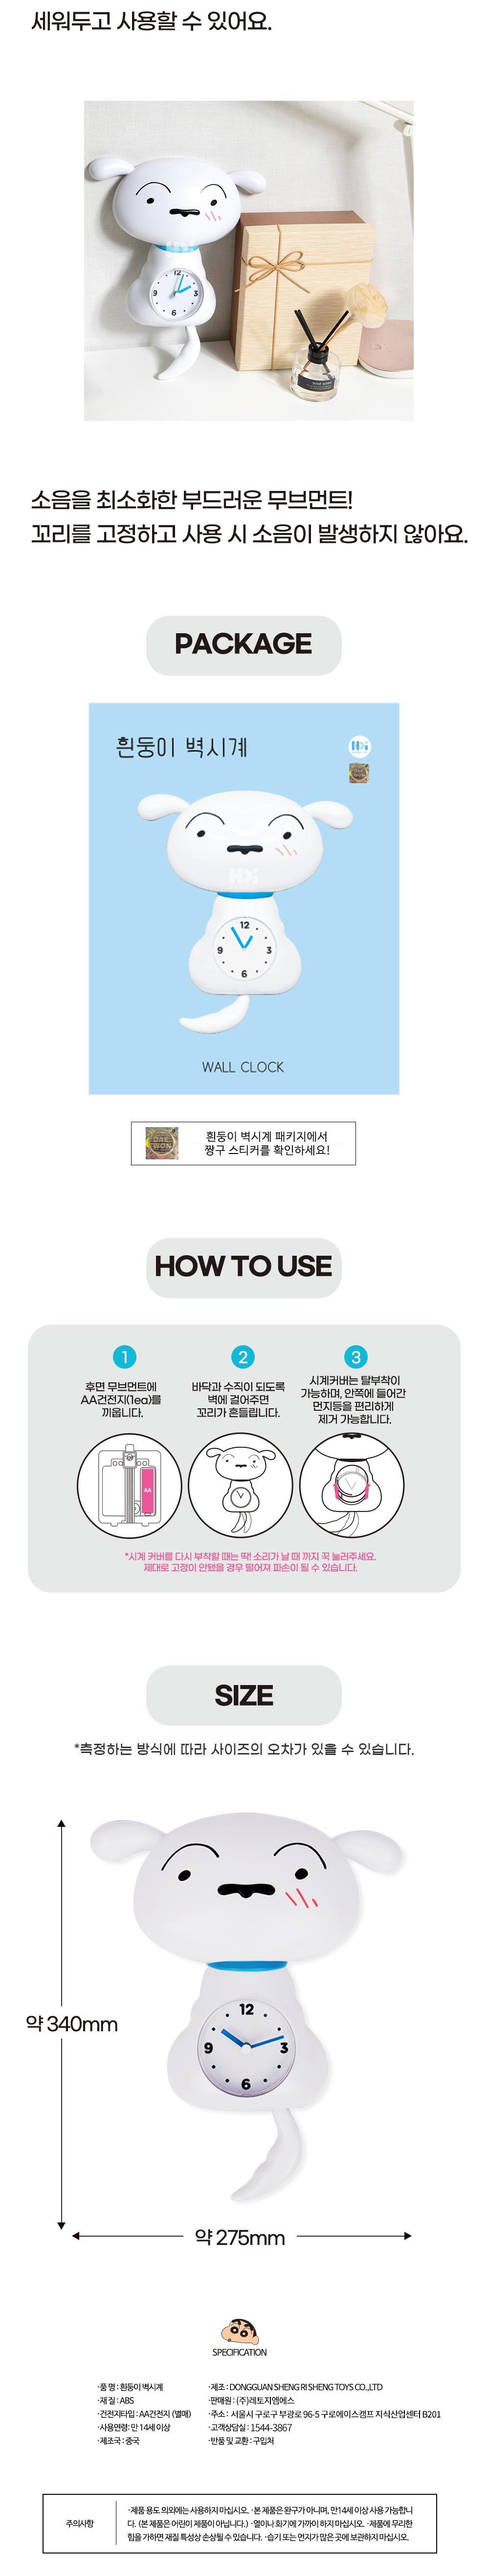 세워두고 사용할 수 있어요.
12
9
3
6
소음을 최소화한 부드러운 무브먼트!
꼬리를 고정하고 사용 시 소음이 발생하지 않아요.
PACKAGE
흰둥이 벽시계
12
9
3
6
WALL CLOCK
흰둥이 벽시계 패키지에서
짱구 스티커를 확인하세요!
HOW TO USE
1
후면 무브먼트에
AA건전지(1ea)를
끼웁니다.
AA
2
바닥과 수직이 되도록
벽에 걸어주면
꼬리가 흔들립니다.
3
시계커버는 탈부착이
가능하며, 안쪽에 들어간
먼지등을 편리하게
제거 가능합니다.
*시계 커버를 다시 부착할 때는 딱! 소리가 날 때 까지 꼭 눌러주세요.
제대로 고정이 안됐을 경우 떨어져 파손이 될 수 있습니다.
SIZE
*측정하는 방식에 따라 사이즈의 오차가 있을 수 있습니다.
12
9
3
6
약 340mm
약 275mm
SPECIFICATION
·품 명 : 흰둥이 벽시계
·재 질 : ABS
·건전지타입 : AA건전지 (별매)
·사용연령: 만 14세 이상
·제조국 : 중국
·제조 : DONGGUAN SHENG RI SHENG TOYS CO.,LTD
·판매원 : (주)레토지엠에스
·주소 : 서울시 구로구 부광로 96-5 구로에이스캠프 지식산업센터 B201
·고객상담실 : 1544-3867
·반품 및 교환 : 구입처
주의사항
·제품 용도 의외에는 사용하지 마십시오. ·본 제품은 완구가 아니며, 만14세 이상 사용 가능합니
다. (본 제품은 어린이 제품이 아닙니다.) ·열이나 화기에 가까이 하지 마십시오. ·제품에 무리한
힘을 가하면 재질 특성상 손상될 수 있습니다. ·습기 또는 먼지가 많은 곳에 보관하지 마십시오.